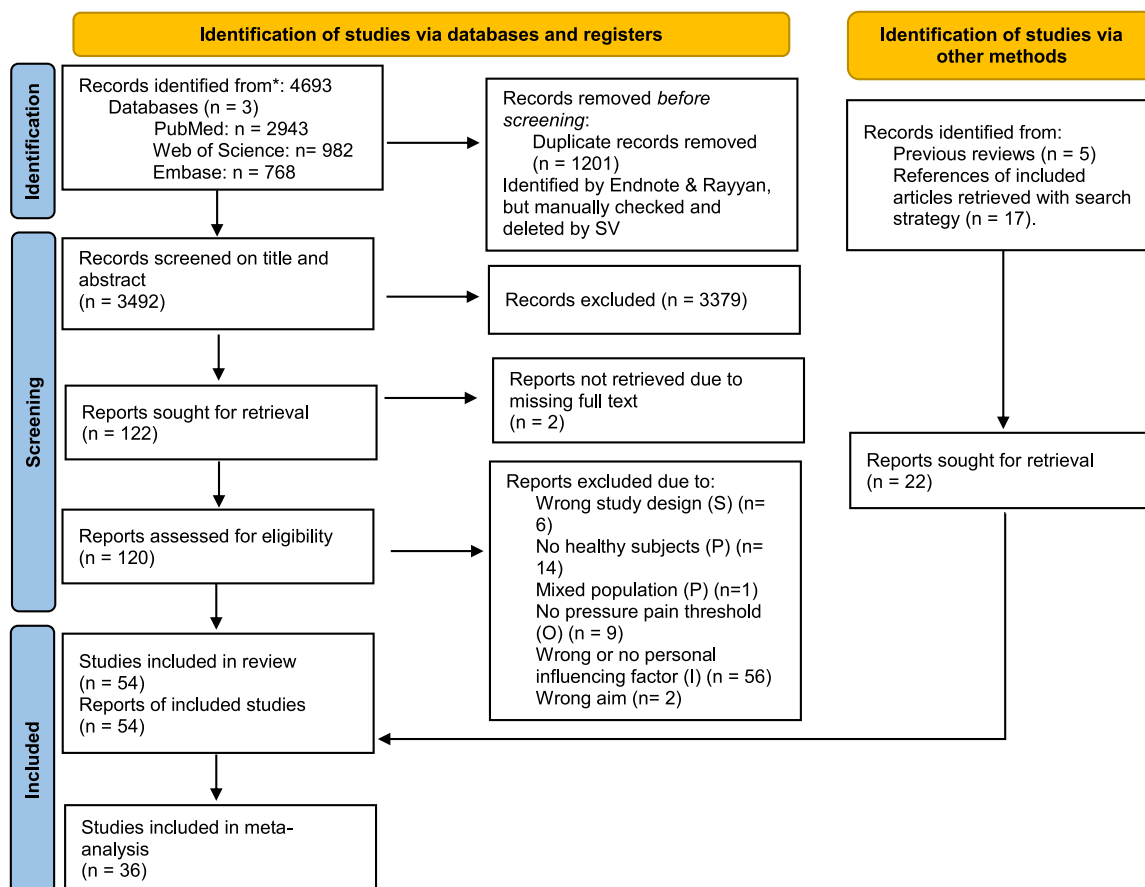 Identification of studies via databases and registers
Identification of studies via
other methods
Identification
Records identified from*: 4693
Databases (n = 3)
PubMed: n = 2943
Web of Science: n= 982
Embase: n = 768
Records removed before
screening:
Duplicate records removed
(n = 1201)
Identified by Endnote & Rayyan,
but manually checked and
deleted by SV
Records identified from:
Previous reviews (n = 5)
References of included
articles retrieved with search
strategy (n = 17).
Screening
Records screened on title and
abstract
(n = 3492)
Records excluded (n = 3379)
Reports sought for retrieval
(n = 122)
Reports not retrieved due to
missing full text
(n = 2)
Reports sought for retrieval
(n = 22)
Reports assessed for eligibility
(n = 120)
Reports excluded due to:
Wrong study design (S) (n=
6)
No healthy subjects (P) (n=
14)
Mixed population (P) (n=1)
No pressure pain threshold
(O) (n = 9)
Wrong or no personal
influencing factor (I) (n = 56)
Wrong aim (n= 2)
Included
Studies included in review
(n = 54)
Reports of included studies
(n = 54)
Studies included in meta-
analysis
(n = 36)